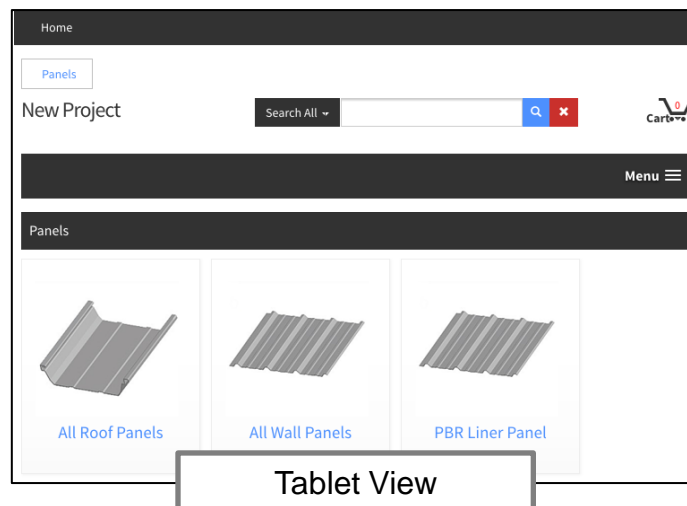 Home
Panels
New Project
Search All
0
Cart
Menu
Panels
All Roof Panels
All Wall Panels
PBR Liner Panel
Tablet View